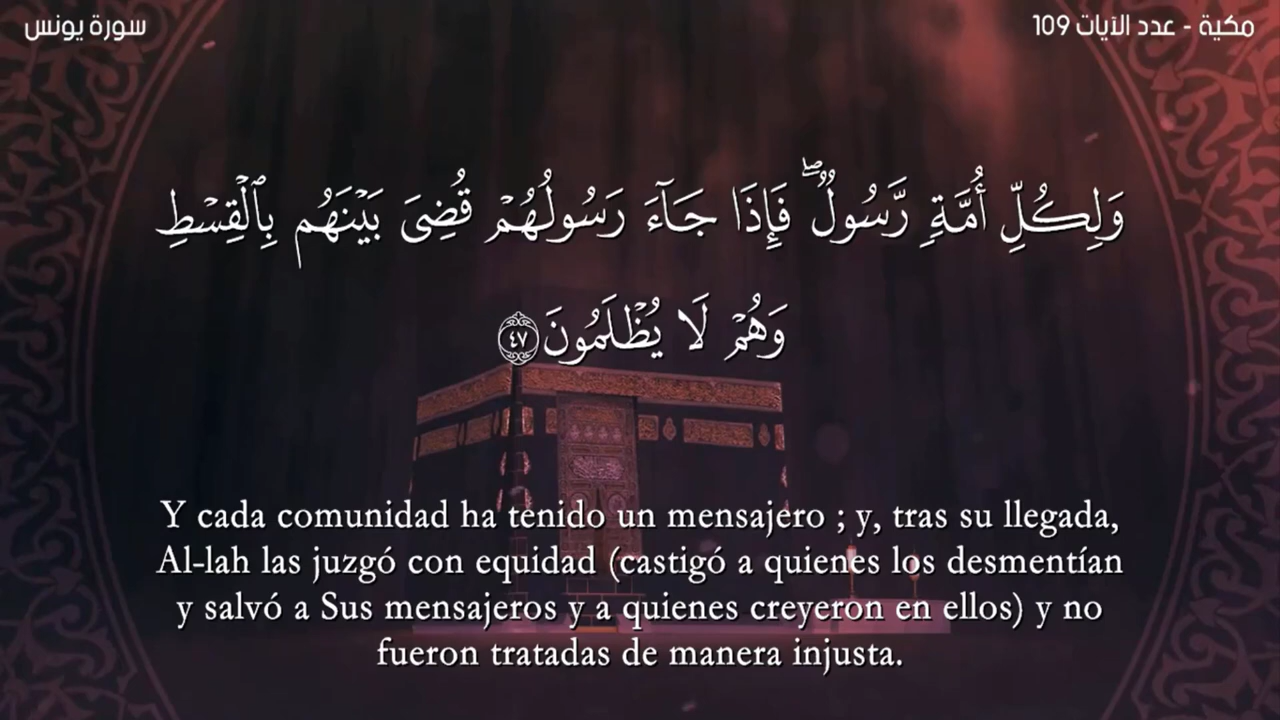 سورة يونس
مكية - عدد الآيات 109
وَلِكُلِّ أُمَّةٍ رَّسُولٌ ۖ فَإِذَا جَآءَ رَسُولُهُمْ قُضِىَ بَيْنَهُم بِٱلْقِسْطِ
وَهُمْ لَا يُظْلَمُونَ ٤٧
Y cada comunidad ha tenido un mensajero ; y, tras su llegada,
Al-lah las juzgó con equidad (castigó a quienes los desmentían
y salvó a Sus mensajeros y a quienes creyeron en ellos) y no
fueron tratadas de manera injusta.